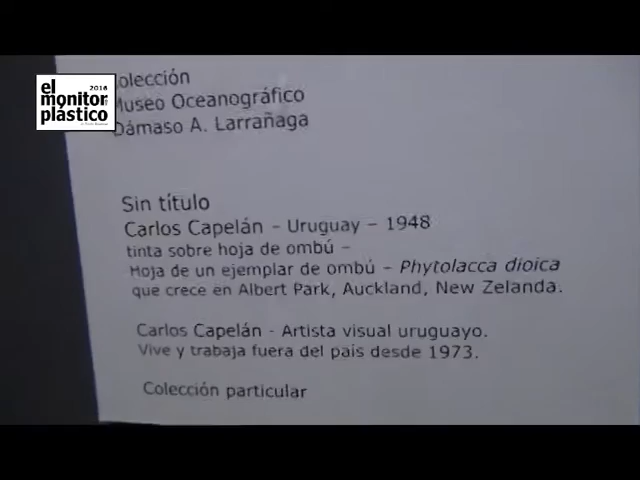 el 2016
monitor
plástico
olección
Museo Oceanográfico
Dámaso A. Larrañaga
Sin título
Carlos Capelán – Uruguay – 1948
tinta sobre hoja de ombú –
Hoja de un ejemplar de ombú – Phytolacca dioica
que crece en Albert Park, Auckland, New Zelanda.
Carlos Capelán - Artista visual uruguayo.
Vive y trabaja fuera del país desde 1973.
Colección particular